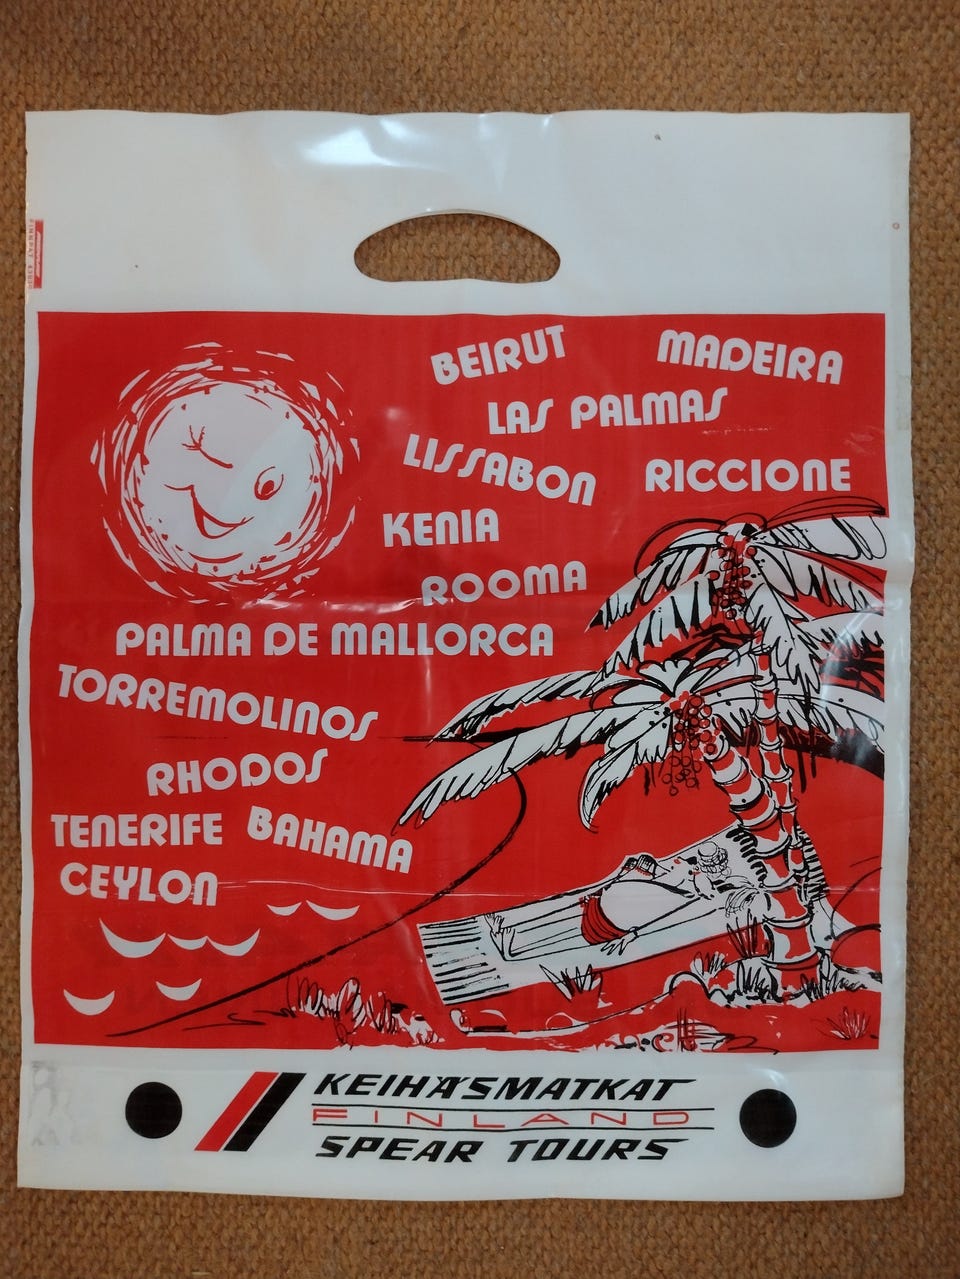 BEIRUT
MADEIRA
LAS PALMAS
LISSABON
RICCIONE
KENIA
ROOMA
PALMA DE MALLORCA
TORREMOLINOS
RHODOS
TENERIFE
BAHAMA
CEYLON
KEIHÄSMATKAT
FINLAND
SPEAR TOURS